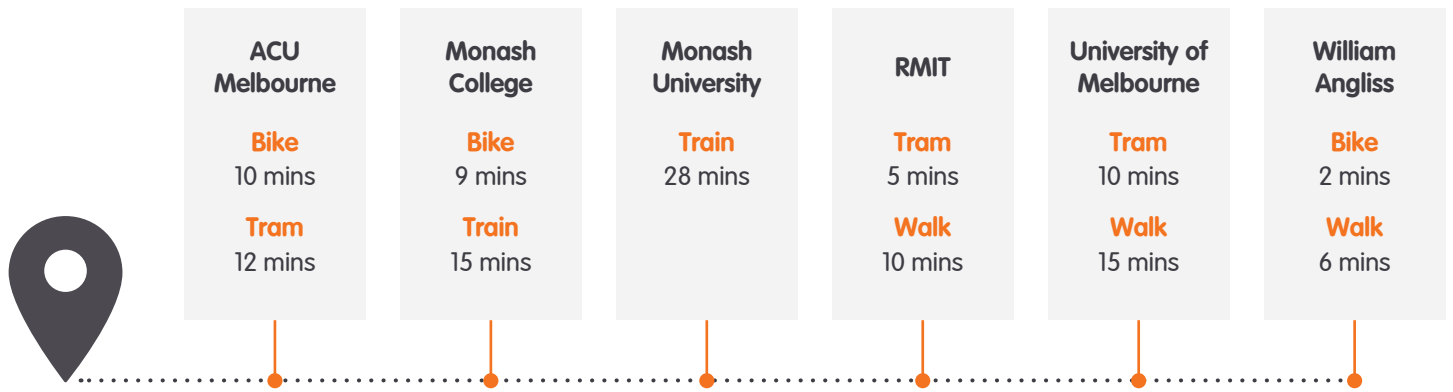 ACU
Melbourne
Bike
10 mins
Tram
12 mins
Monash
College
Bike
9 mins
Train
15 mins
Monash
University
Train
28 mins
RMIT
Tram
5 mins
Walk
10 mins
University of
Melbourne
Tram
10 mins
Walk
15 mins
William
Angliss
Bike
2 mins
Walk
6 mins